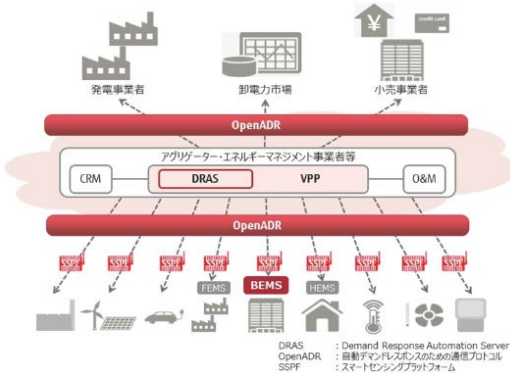 credit card
¥
発電事業者
卸電力市場
小売事業者
OpenADR
アグリゲーター・エネルギーマネジメント事業者等
CRM
DRAS
VPP
O&M
OpenADR
SSPF SSPF SSPF SSPF SSPF SSPF SSPF SSPF SSPF
FEMS
BEMS
HEMS
DRAS : Demand Response Automation Server
OpenADR : 自動デマンドレスポンスのための通信プロトコル
SSPF : スマートセンシングプラットフォーム